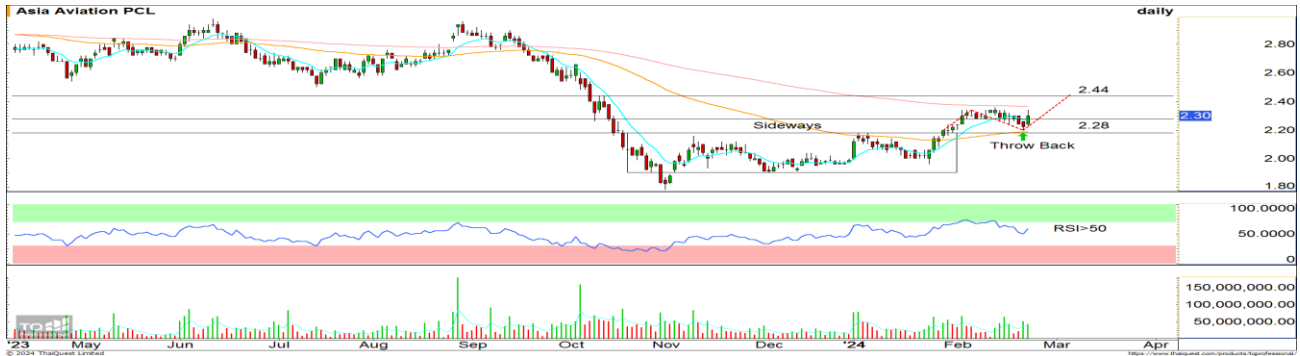 Asia Aviation PCL
daily
2.80
2.60
2.44
2.40
2.30
Sideways
2.28
2.20
Throw Back
2.00
1.80
100.0000
RSI>50
50.0000
0
150,000,000.00
100,000,000.00
50,000,000.00
'23 May Jun Jul Aug Sep Oct Nov Dec '24 Feb Mar Apr
© 2024 ThaiQuest Limited